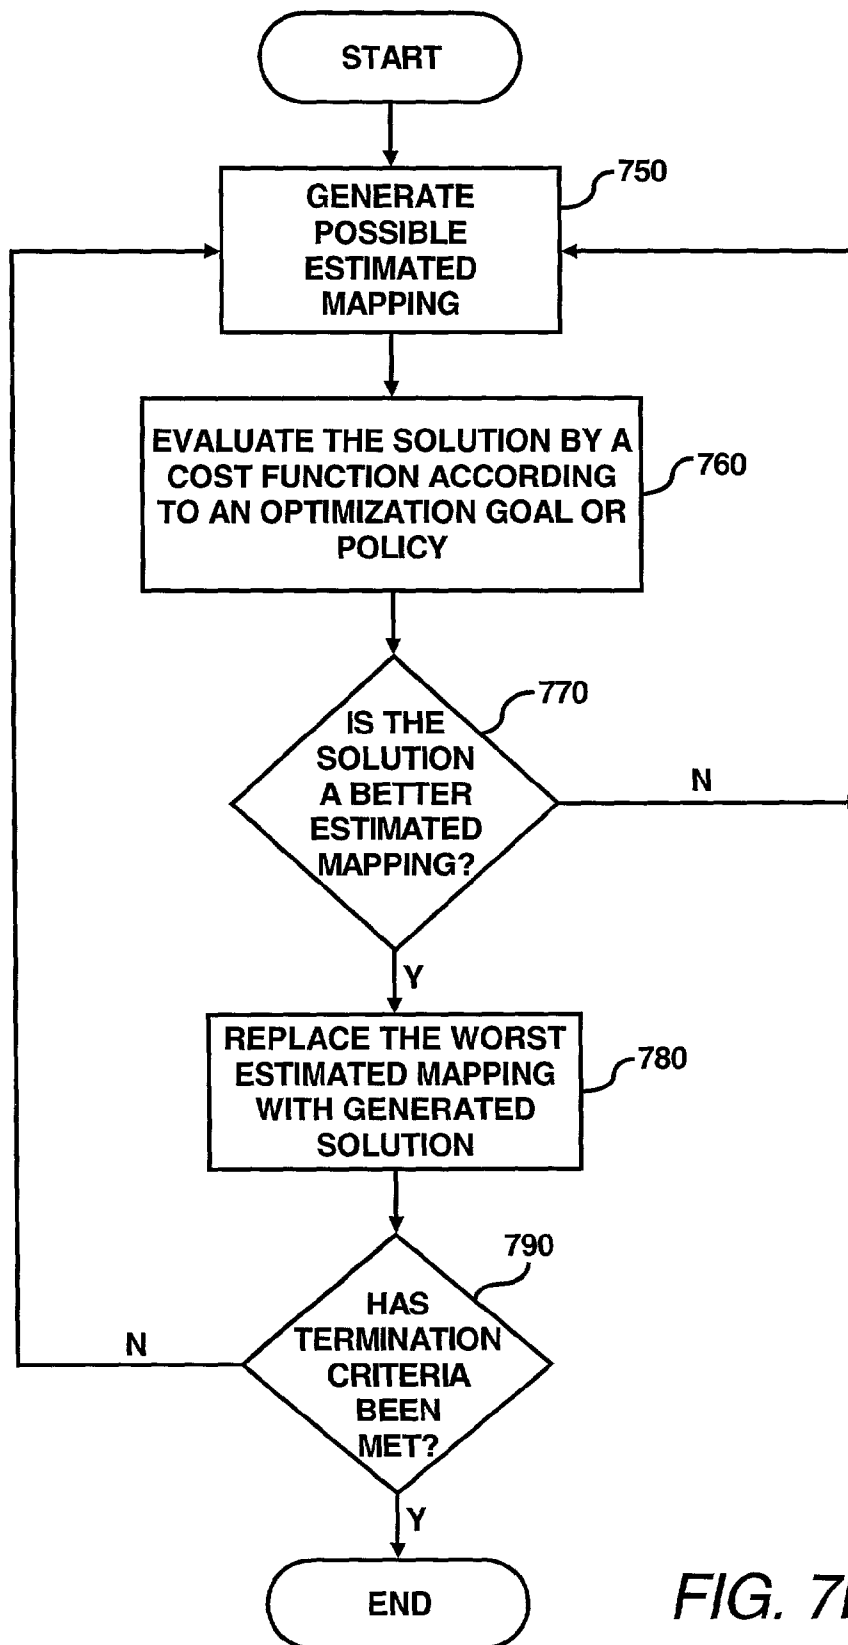 START
750
GENERATE
POSSIBLE
ESTIMATED
MAPPING
EVALUATE THE SOLUTION BY A
COST FUNCTION ACCORDING
TO AN OPTIMIZATION GOAL OR
POLICY
760
770
IS THE
SOLUTION
A BETTER
ESTIMATED
MAPPING?
N
Y
REPLACE THE WORST
ESTIMATED MAPPING
WITH GENERATED
SOLUTION
780
790
HAS
TERMINATION
CRITERIA
BEEN
MET?
N
Y
END
FIG.